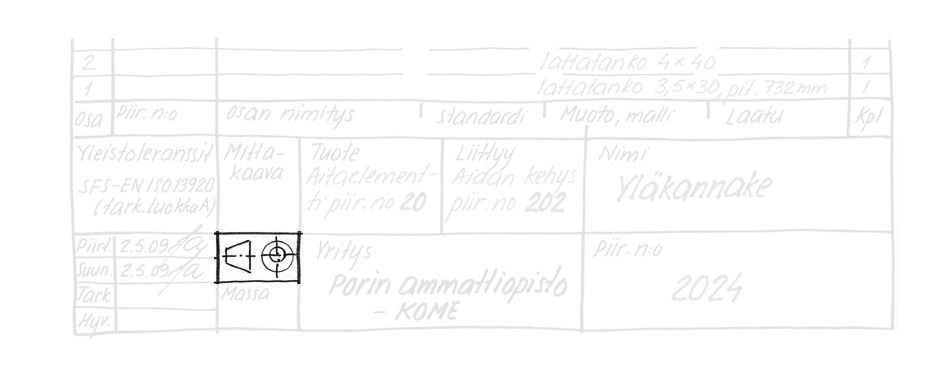 2 lattatanko 4×40 1
1 lattatanko 3,5×30, pit. 732mm 1
Osa Piir. n:o Osan nimitys Standardi Muoto, malli Laatu Kpl
Yleistoleranssit Mitta- Tuote Liittyy Nimi
kaava Aitaelement- Aidan kehys
SFS-EN ISO 13920 Yläkannake
(tark.luokka A) ti piir. no 20 piir. no 202
Piirt. 2.5.09 Yritys Piir. n:o
Suun. 2.5.09
Porin ammattiopisto 2024
Tark. Massa
- KOME
Hyv.